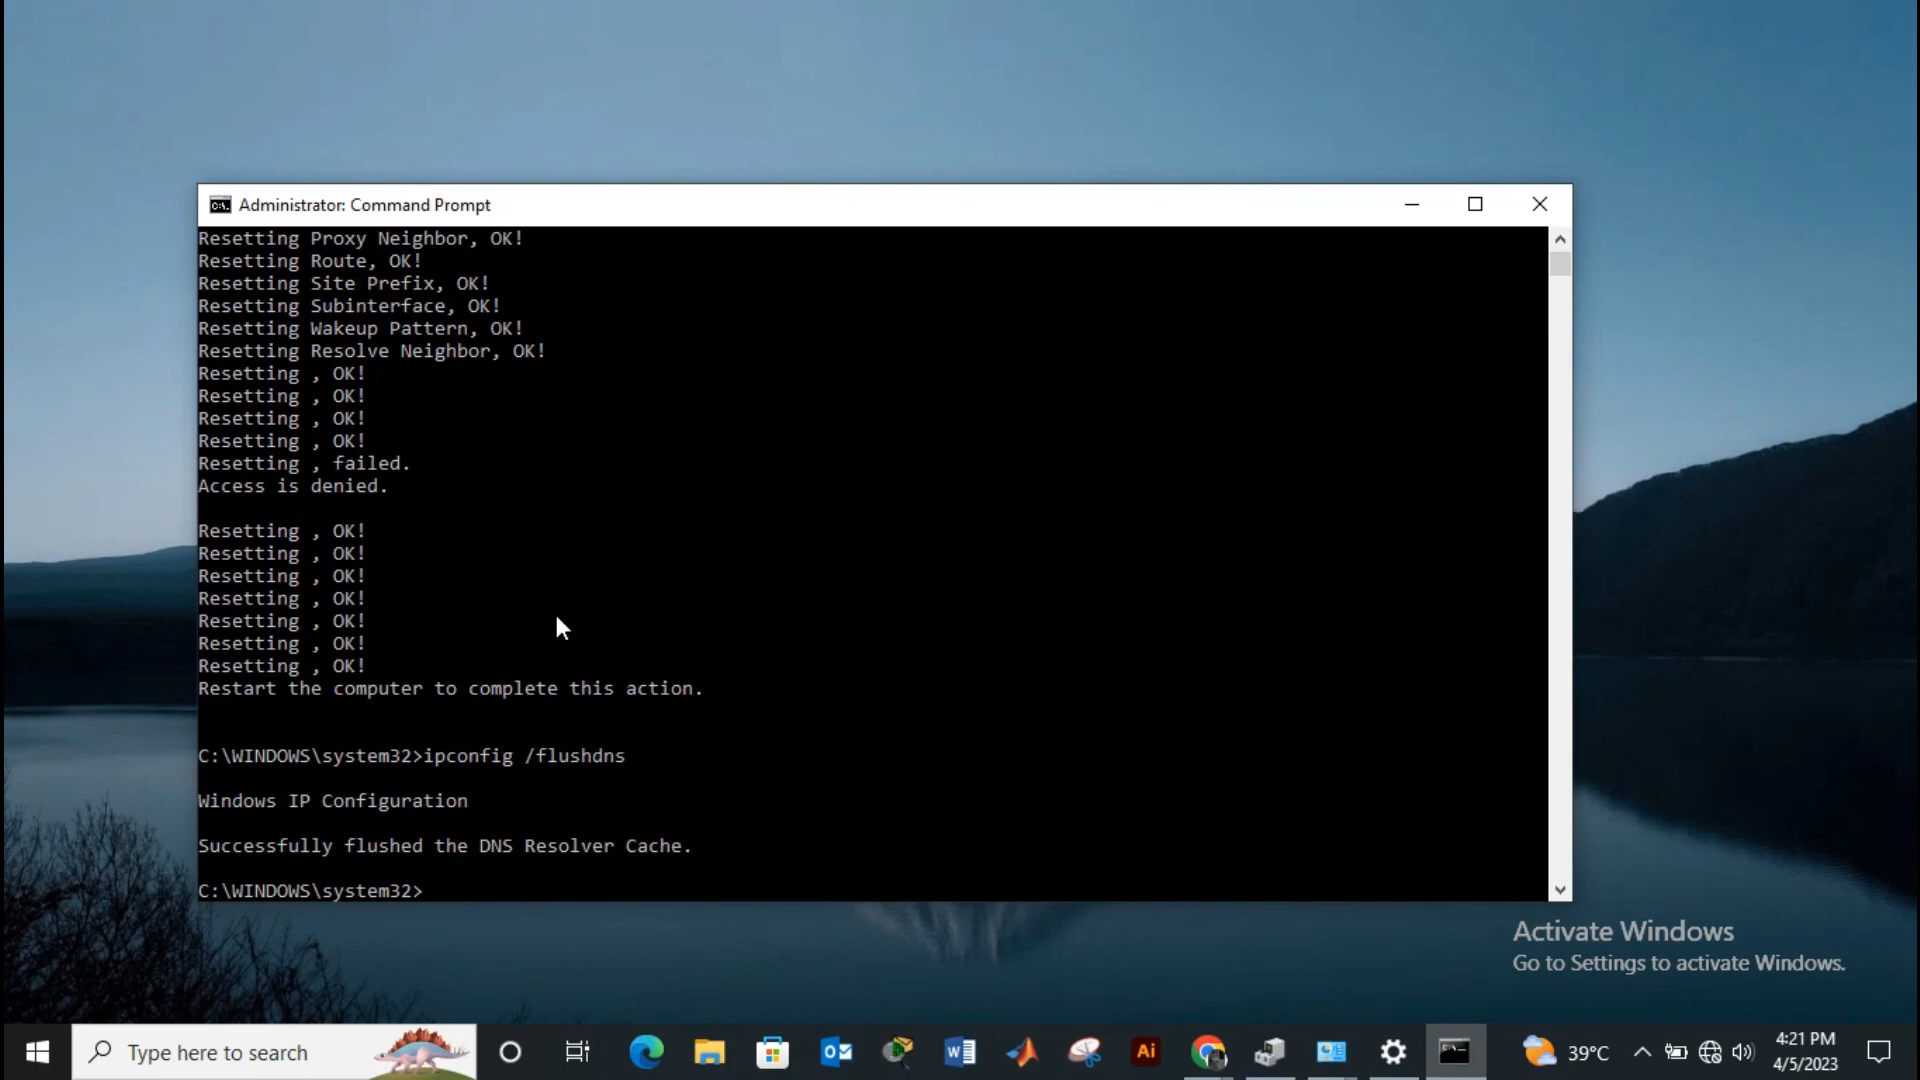 Administrator: Command Prompt
Resetting Proxy Neighbor, OK!
Resetting Route, OK!
Resetting Site Prefix, OK!
Resetting Subinterface, OK!
Resetting Wakeup Pattern, OK!
Resetting Resolve Neighbor, OK!
Resetting , OK!
Resetting , OK!
Resetting , OK!
Resetting , OK!
Resetting , failed.
Access is denied.
Resetting , OK!
Resetting , OK!
Resetting , OK!
Resetting , OK!
Resetting , OK!
Resetting , OK!
Resetting , OK!
Restart the computer to complete this action.
C:\WINDOWS\system32>ipconfig /flushdns
Windows IP Configuration
Successfully flushed the DNS Resolver Cache.
C:\WINDOWS\system32>
Activate Windows
Go to Settings to activate Windows.
Type here to search
Ai
39°C
4:21 PM
4/5/2023